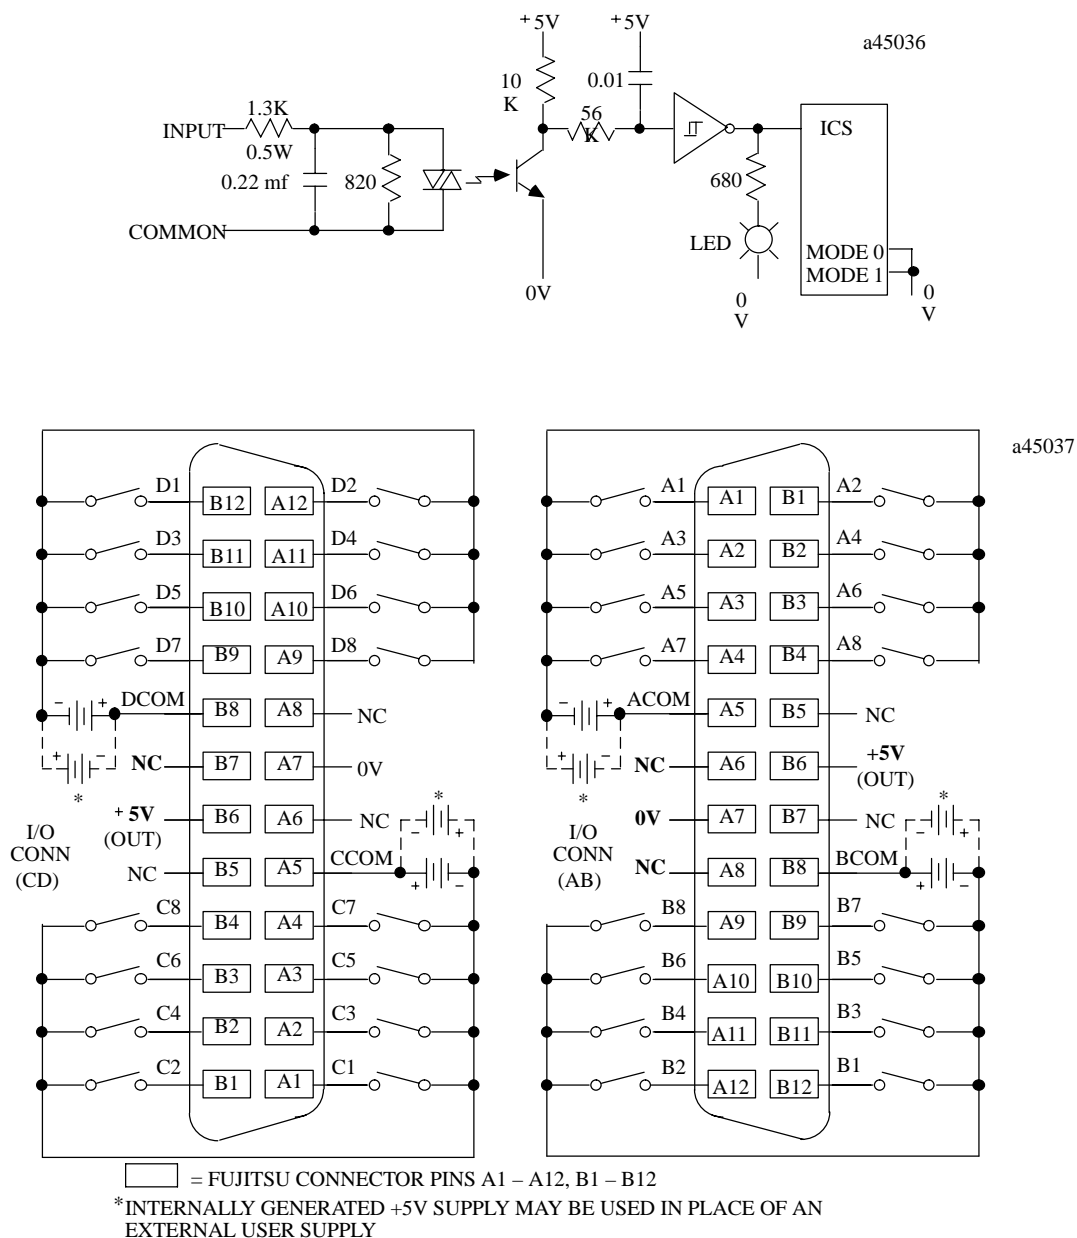 +5V
+5V
a45036
10
K
0.01
1.3K
56
K
INPUT
ICS
0.5W
0.22 mf
820
680
COMMON
LED
MODE 0
MODE 1
0V
0
V
0
V
a45037
D1 B12 A12 D2
D3 B11 A11 D4
D5 B10 A10 D6
D7 B9 A9 D8
- + DCOM B8 A8 NC
+ - NC B7 A7 0V
*
+ 5V B6 A6 NC
(OUT)
*
- +
I/O
CONN
(CD)
NC B5 A5 CCOM
+ -
C8 B4 A4 C7
C6 B3 A3 C5
C4 B2 A2 C3
C2 B1 A1 C1
A1 A1 B1 A2
A3 A2 B2 A4
A5 A3 B3 A6
A7 A4 B4 A8
- + ACOM A5 B5 NC
+ - NC A6 B6 +5V
(OUT)
*
0V A7 B7 NC
*
- +
I/O
CONN
(AB)
NC A8 B8 BCOM
+ -
B8 A9 B9 B7
B6 A10 B10 B5
B4 A11 B11 B3
B2 A12 B12 B1
= FUJITSU CONNECTOR PINS A1 – A12, B1 – B12
*INTERNALLY GENERATED +5V SUPPLY MAY BE USED IN PLACE OF AN
EXTERNAL USER SUPPLY